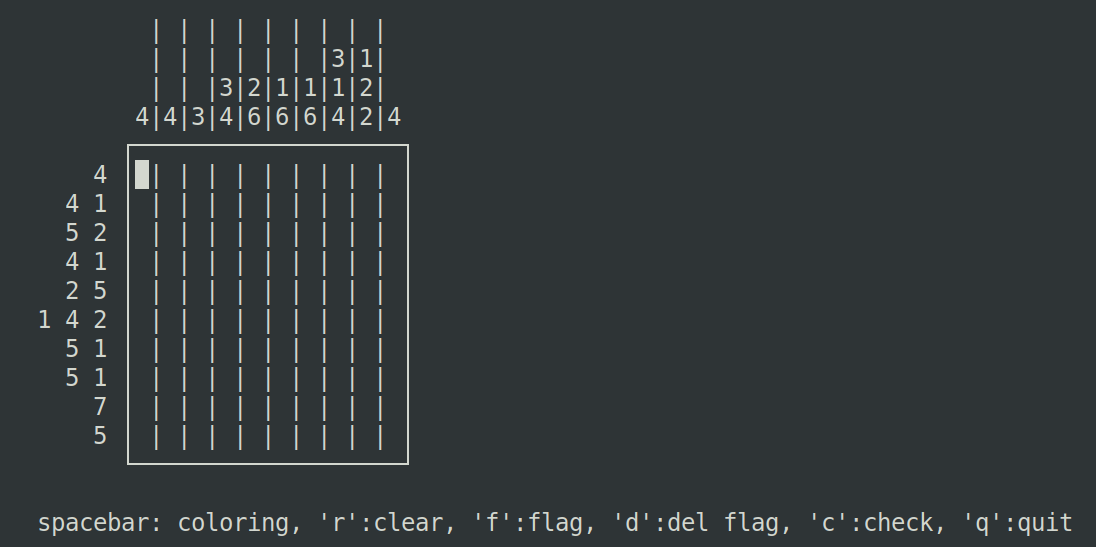 | | | | | | | | |
| | | | | | |3|1|
| | |3|2|1|1|1|2|
4|4|3|4|6|6|6|4|2|4
4 | | | | | | | | |
4 1 | | | | | | | | |
5 2 | | | | | | | | |
4 1 | | | | | | | | |
2 5 | | | | | | | | |
1 4 2 | | | | | | | | |
5 1 | | | | | | | | |
5 1 | | | | | | | | |
7 | | | | | | | | |
5 | | | | | | | | |
spacebar: coloring, 'r':clear, 'f':flag, 'd':del flag, 'c':check, 'q':quit